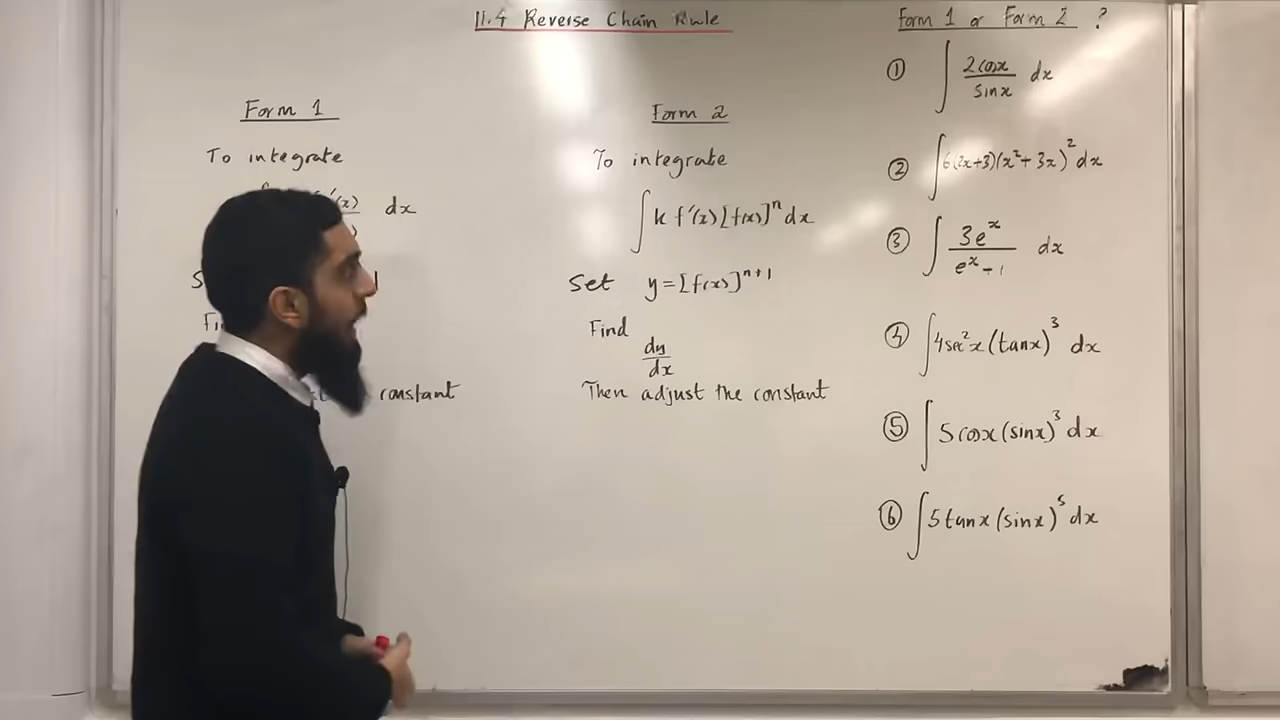 11.4 Reverse Chain Rule
Form 1
To integrate
'(x) dx
constant
Form 2
To integrate
∫ k f'(x) [f(x)]ⁿ dx
Set y = [f(x)]ⁿ⁺¹
Find
dy/dx
Then adjust the constant
Form 1 or Form 2 ?
① ∫ 2cosx/sinx dx
② ∫ 6(2x+3)(x²+3x)² dx
③ ∫ 3eˣ/eˣ-1 dx
④ ∫ 4sec²x (tanx)³ dx
⑤ ∫ 5cosx (sinx)³ dx
⑥ ∫ 5tanx (sinx)⁵ dx